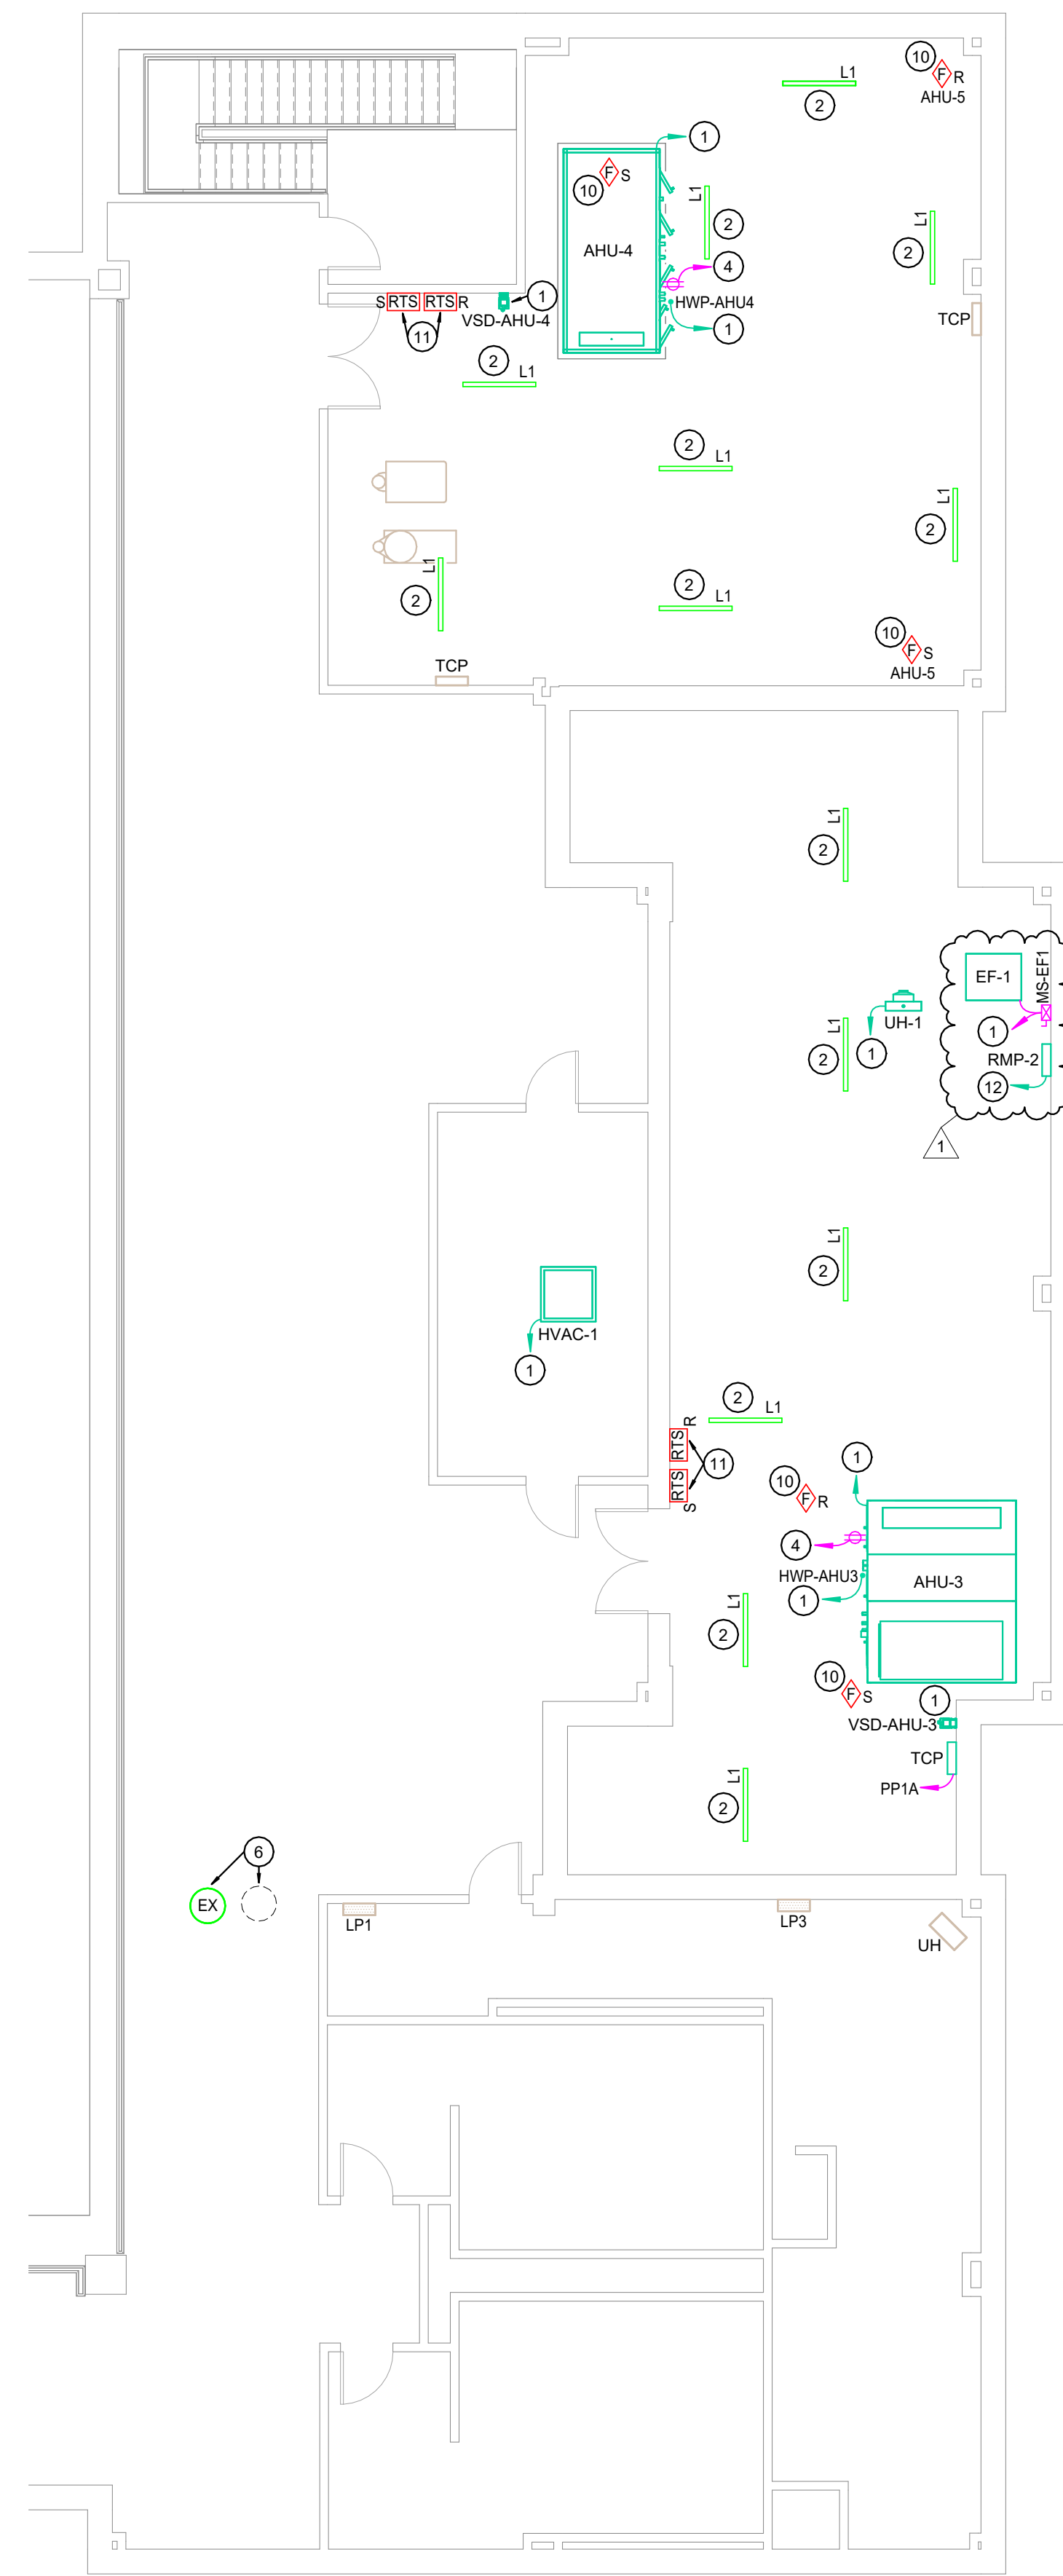 10
F R
AHU-5
L1
2
1
10
F S
AHU-4
L1
2
L1
2
4
HWP-AHU4
1
S RTS RTS R
11
1
VSD-AHU-4
TCP
2
L1
2
L1
L1
2
L1
2
2
L1
10
F S
AHU-5
TCP
L1
2
EF-1
MS-EF1
1
RMP-2
12
1
UH-1
1
L1
2
L1
2
HVAC-1
1
2
L1
RTS R
RTS S
11
10
F R
1
4
HWP-AHU3
1
AHU-3
L1
2
10
F S
1
VSD-AHU-3
TCP
PP1A
L1
2
6
EX
LP1
LP3
UH